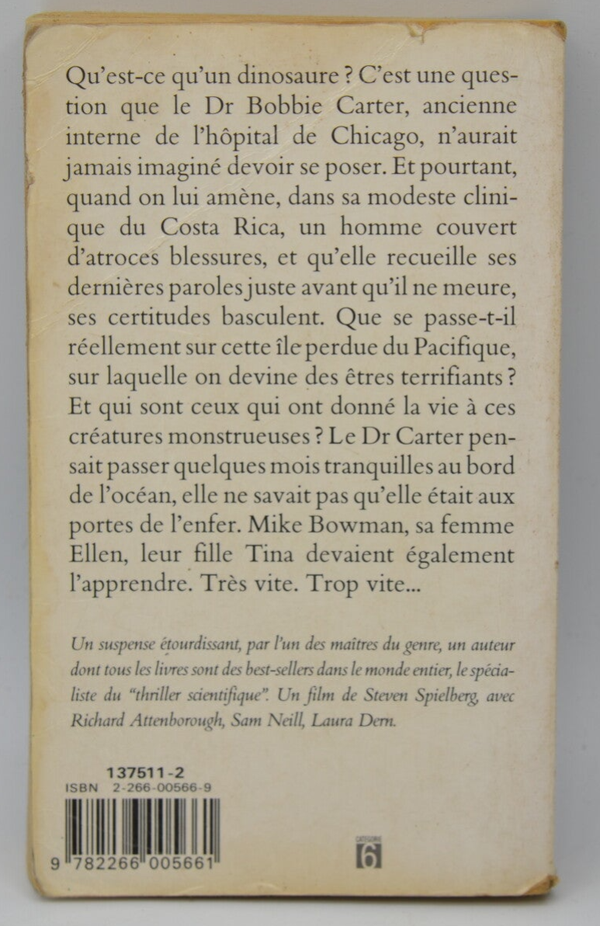 Qu'est-ce qu'un dinosaure ? C'est une ques-
tion que le Dr Bobbie Carter, ancienne
interne de l'hôpital de Chicago, n'aurait
jamais imaginé devoir se poser. Et pourtant,
quand on lui amène, dans sa modeste clini-
que du Costa Rica, un homme couvert
d'atroces blessures, et qu'elle recueille ses
dernières paroles juste avant qu'il ne meure,
ses certitudes basculent. Que se passe-t-il
réellement sur cette île perdue du Pacifique,
sur laquelle on devine des êtres terrifiants ?
Et qui sont ceux qui ont donné la vie à ces
créatures monstrueuses ? Le Dr Carter pen-
sait passer quelques mois tranquilles au bord
de l'océan, elle ne savait pas qu'elle était aux
portes de l'enfer. Mike Bowman, sa femme
Ellen, leur fille Tina devaient également
l'apprendre. Très vite. Trop vite...
Un suspense étourdissant, par l'un des maîtres du genre, un auteur
dont tous les livres sont des best-sellers dans le monde entier, le spécia-
liste du "thriller scientifique". Un film de Steven Spielberg, avec
Richard Attenborough, Sam Neill, Laura Dern.
137511-2
ISBN 2-266-00566-9
9 782266 005661
CATÉGORIE
6